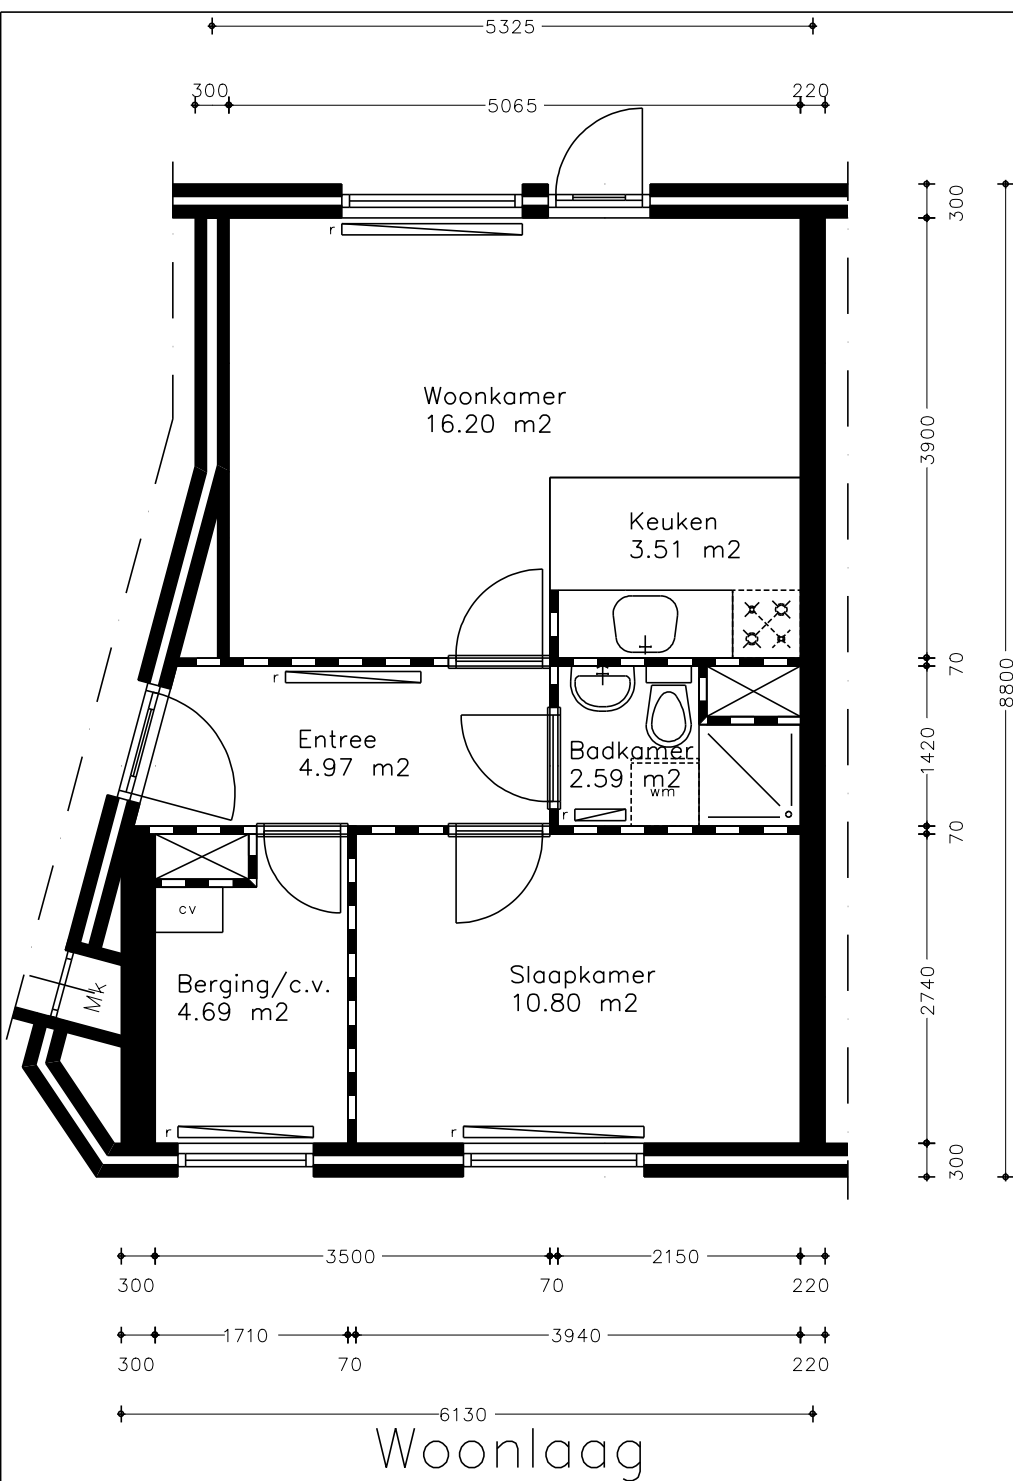 5325
300 5065 220
300
r
Woonkamer
16.20 m2
3900
Keuken
3.51 m2
70
8800
r
Entree
4.97 m2
Badkamer
2.59 m2
wm
r
1420
70
cv
Mk
Berging/c.v.
4.69 m2
Slaapkamer
10.80 m2
2740
r
r
300
3500 2150
300 70 220
1710 3940
300 70 220
6130
Woonlaag